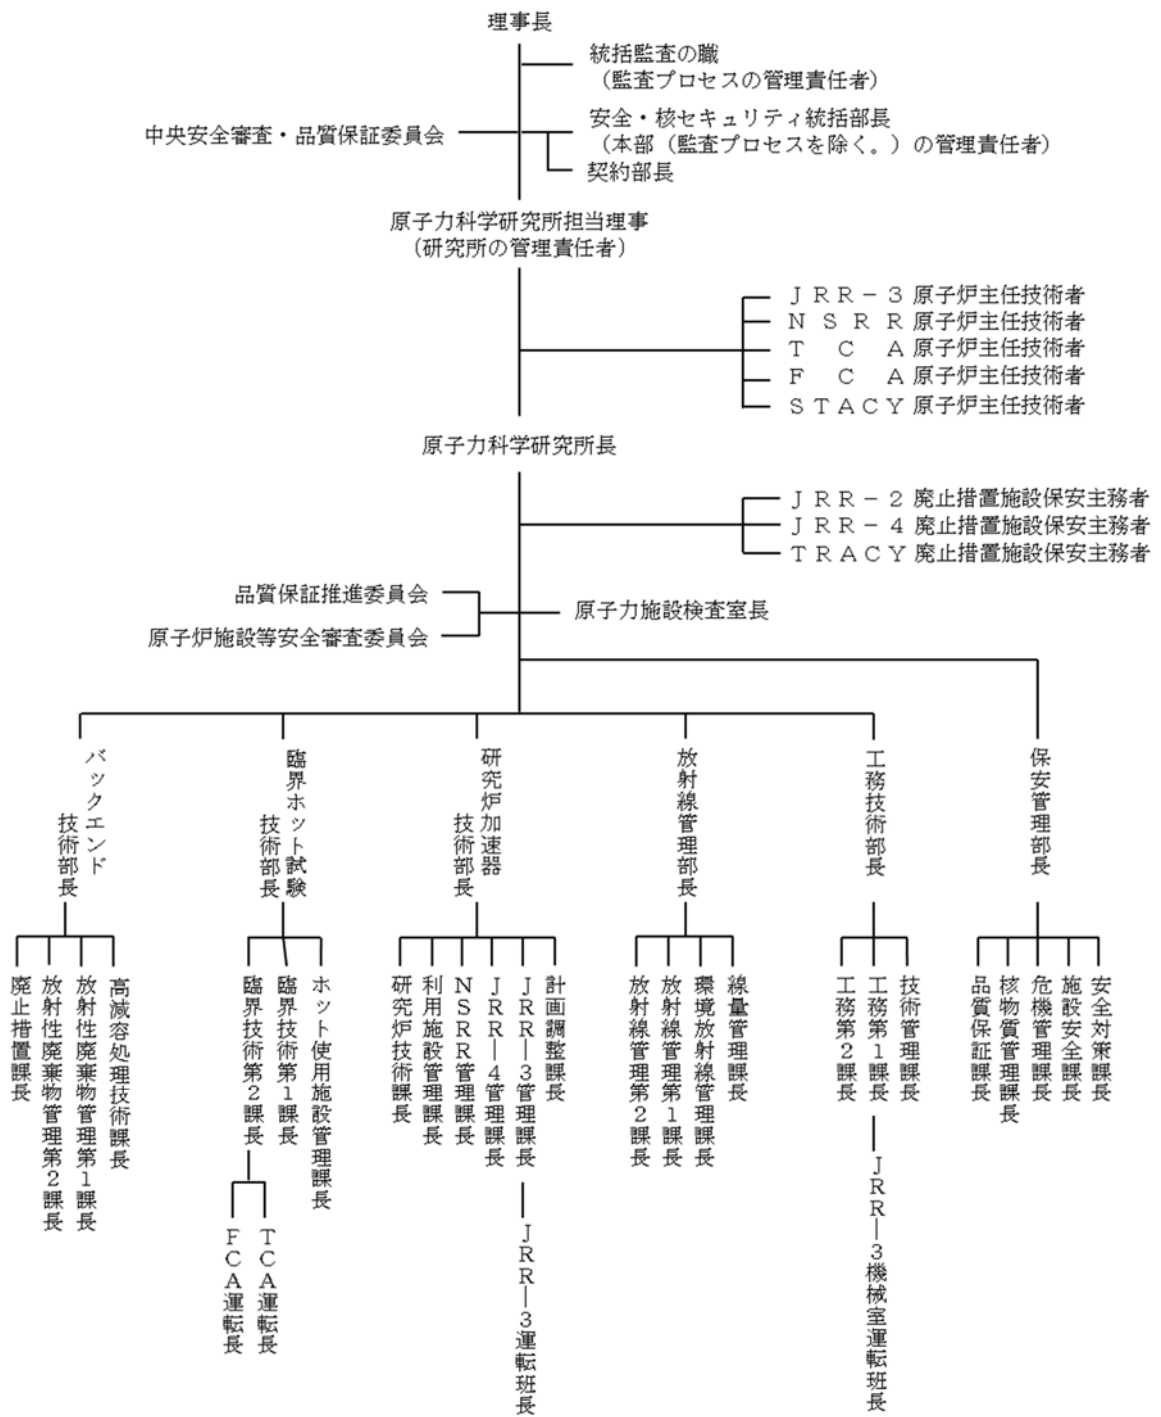 理事長
統括監査の職
（監査プロセスの管理責任者）
中央安全審査・品質保証委員会
安全・核セキュリティ統括部長
（本部（監査プロセスを除く。）の管理責任者）
契約部長
原子力科学研究所担当理事
（研究所の管理責任者）
ＪＲＲ－３原子炉主任技術者
ＮＳＲＲ原子炉主任技術者
ＴＣＡ原子炉主任技術者
ＦＣＡ原子炉主任技術者
ＳＴＡＣＹ原子炉主任技術者
原子力科学研究所長
ＪＲＲ－２廃止措置施設保安主務者
ＪＲＲ－４廃止措置施設保安主務者
ＴＲＡＣＹ廃止措置施設保安主務者
品質保証推進委員会
原子力施設検査室長
原子炉施設等安全審査委員会
バックエンド
技術部長
臨界ホット試験
技術部長
研究炉加速器
技術部長
放射線管理部長
工務技術部長
保安管理部長
廃止措置課長
放射性廃棄物管理第２課長
放射性廃棄物管理第１課長
高減容処理技術課長
臨界技術第２課長
臨界技術第１課長
ホット使用施設管理課長
研究炉技術課長
利用施設管理課長
ＮＳＲＲ管理課長
ＪＲＲ―４管理課長
ＪＲＲ―３管理課長
計画調整課長
放射線管理第２課長
放射線管理第１課長
環境放射線管理課長
線量管理課長
工務第２課長
工務第１課長
技術管理課長
品質保証課長
核物質管理課長
危機管理課長
施設安全課長
安全対策課長
ＦＣＡ運転長
ＴＣＡ運転長
ＪＲＲ―３運転班長
ＪＲＲ―３機械室運転班長